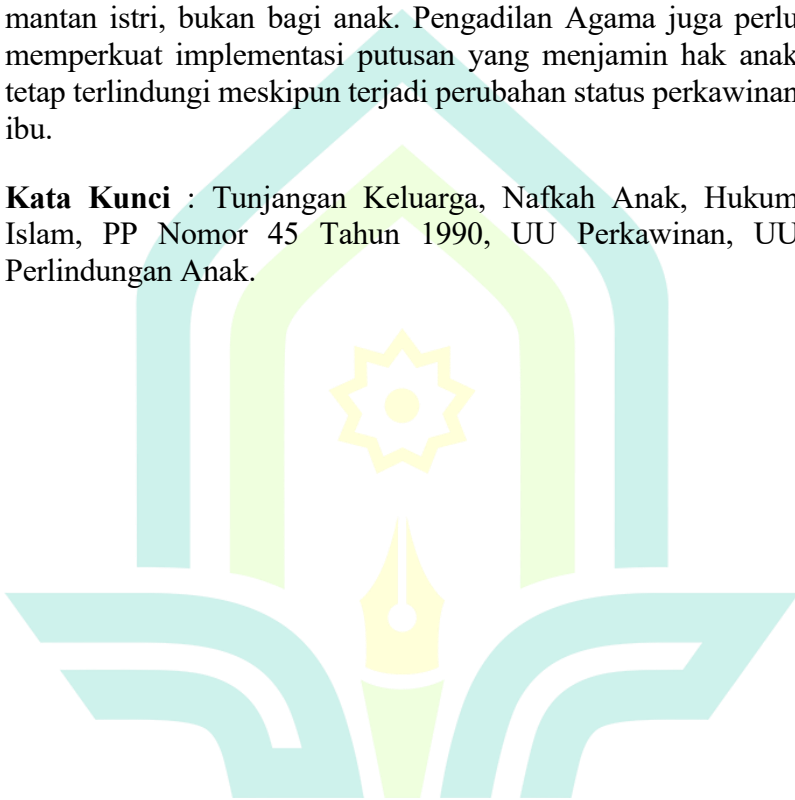 mantan istri, bukan bagi anak. Pengadilan Agama juga perlu
memperkuat implementasi putusan yang menjamin hak anak
tetap terlindungi meskipun terjadi perubahan status perkawinan
ibu.
Kata Kunci : Tunjangan Keluarga, Nafkah Anak, Hukum
Islam, PP Nomor 45 Tahun 1990, UU Perkawinan, UU
Perlindungan Anak.